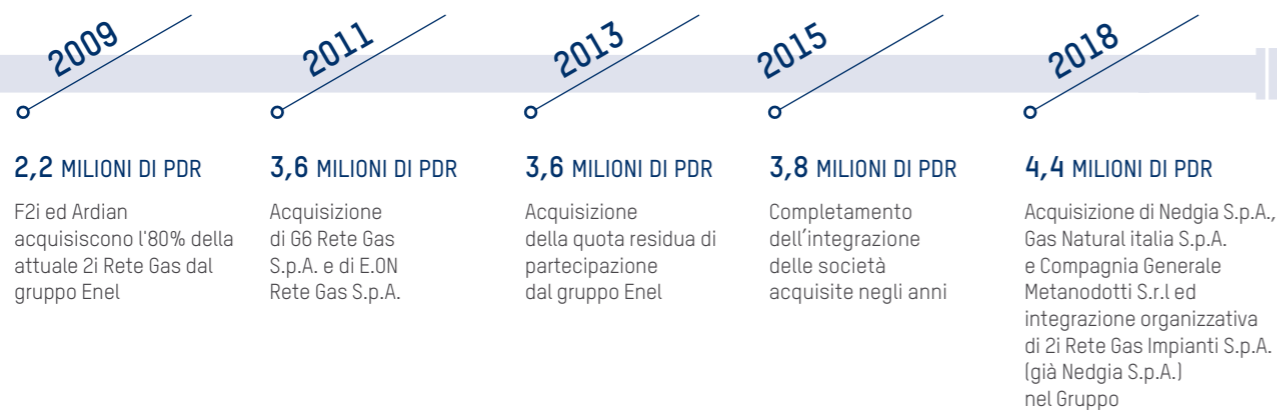 2009
2,2 MILIONI DI PDR
F2i ed Ardian
acquisiscono l'80% della
attuale 2i Rete Gas dal
gruppo Enel
2011
3,6 MILIONI DI PDR
Acquisizione
di G6 Rete Gas
S.p.A. e di E.ON
Rete Gas S.p.A.
2013
3,6 MILIONI DI PDR
Acquisizione
della quota residua di
partecipazione
dal gruppo Enel
2015
3,8 MILIONI DI PDR
Completamento
dell’integrazione
delle società
acquisite negli anni
2018
4,4 MILIONI DI PDR
Acquisizione di Nedgia S.p.A.,
Gas Natural italia S.p.A.
e Compagnia Generale
Metanodotti S.r.l ed
integrazione organizzativa
di 2i Rete Gas Impianti S.p.A.
(già Nedgia S.p.A.)
nel Gruppo